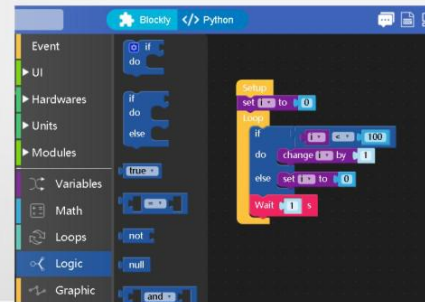 Blockly </> Python
Event
UI
Hardwares
Units
Modules
Variables
Math
Loops
Logic
Graphic
if
do
if
do
else
true
=
not
null
and
Setup
set i to 0
Loop
if i < 100
do change i by 1
else set i to 0
Wait 1 s